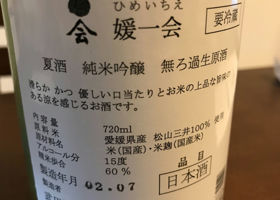 ひめいちえ
媛一会
要冷蔵
夏酒 純米吟醸 無ろ過生原酒
滑らか かつ 優しい口当たりとお米の上品な旨味の
ある涼を感じるお酒です。
720ml
原料米 愛媛県産 松山三井100% 使用
原材料名 米(国産)・米麹(国産米)
アルコール分 15度
精米歩合 60%
製造年月 02.07
品目
日本酒
製造者